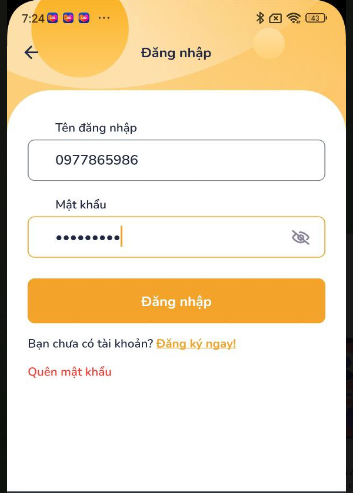 7:24 ... 43
Đăng nhập
Tên đăng nhập
0977865986
Mật khẩu
•••••••••
Đăng nhập
Bạn chưa có tài khoản? Đăng ký ngay!
Quên mật khẩu